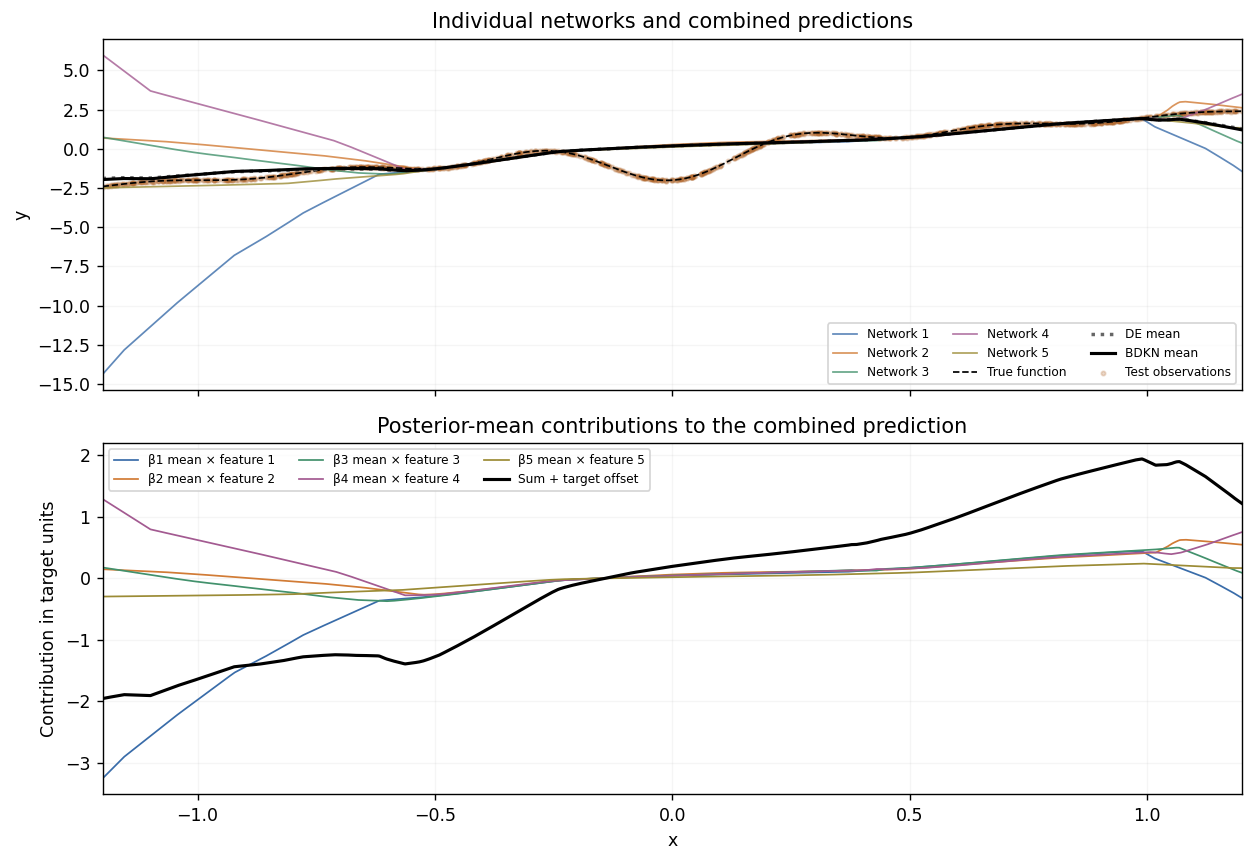 Individual networks and combined predictions
5.0
2.5
0.0
−2.5
−5.0
−7.5
−10.0
−12.5
−15.0
y
Network 1 Network 4 DE mean
Network 2 Network 5 BDKN mean
Network 3 True function Test observations
Posterior-mean contributions to the combined prediction
β1 mean × feature 1 β3 mean × feature 3 β5 mean × feature 5
β2 mean × feature 2 β4 mean × feature 4 Sum + target offset
2
1
0
−1
−2
−3
Contribution in target units
−1.0 −0.5 0.0 0.5 1.0
x